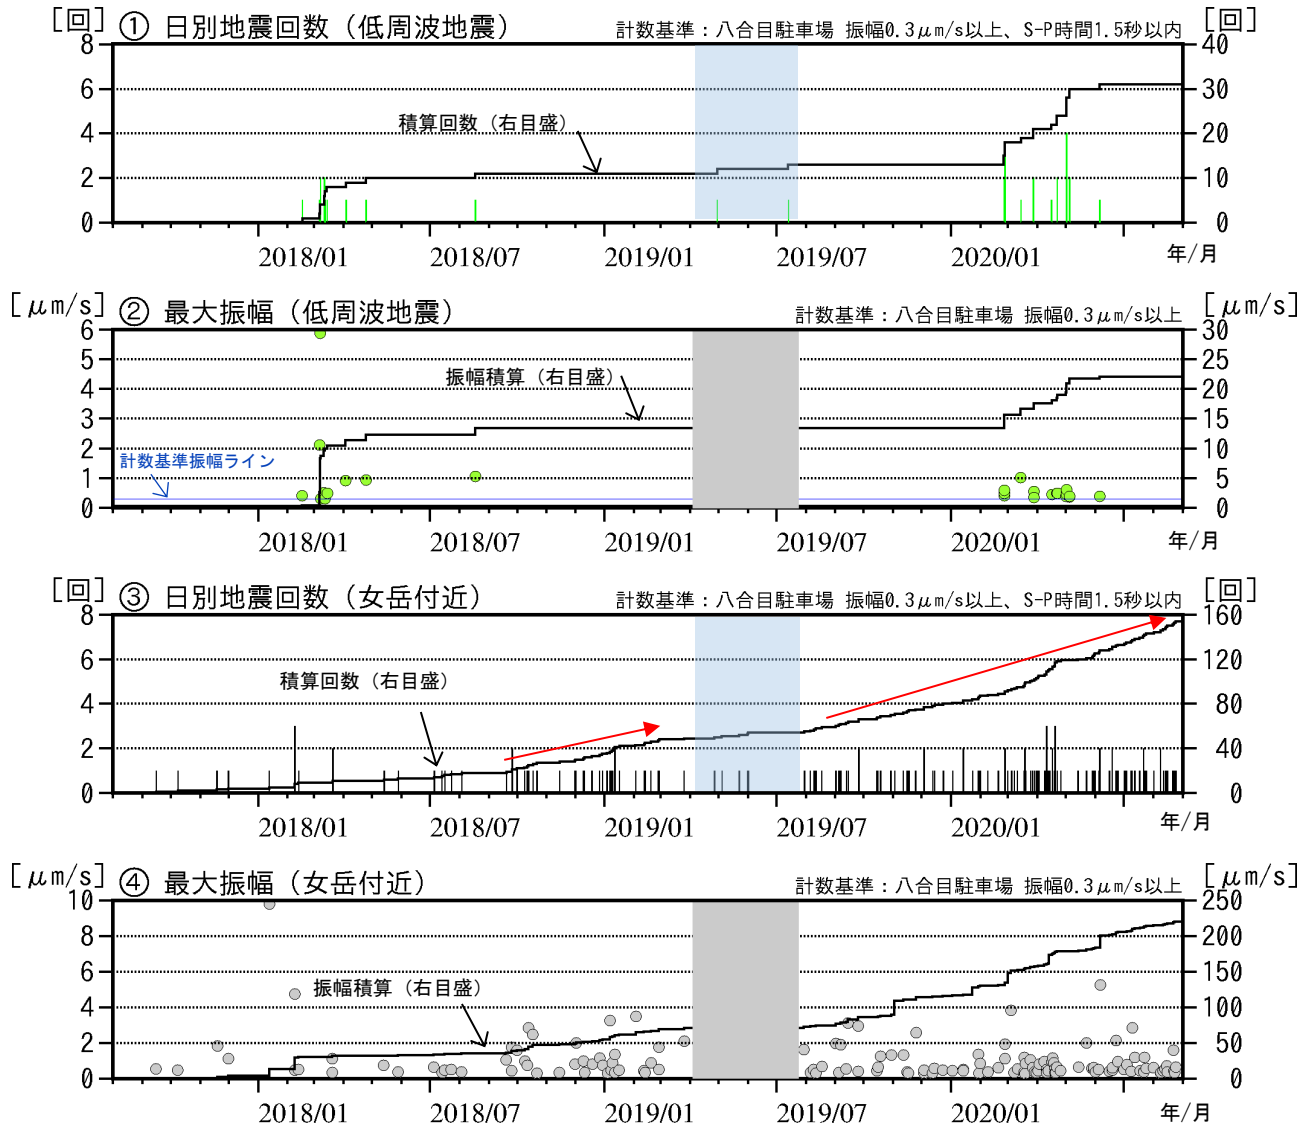 [回] ① 日別地震回数（低周波地震） 計数基準：八合目駐車場 振幅0.3μm/s以上、S-P時間1.5秒以内 [回]
8 40
6 30
積算回数（右目盛）
4 20
2 10
0 0
2018/01 2018/07 2019/01 2019/07 2020/01 年/月
[μm/s] ② 最大振幅（低周波地震） 計数基準：八合目駐車場 振幅0.3μm/s以上 [μm/s]
6 30
5 25
振幅積算（右目盛）
4 20
3 15
2 10
計数基準振幅ライン
1 5
0 0
2018/01 2018/07 2019/01 2019/07 2020/01 年/月
[回] ③ 日別地震回数（女岳付近） 計数基準：八合目駐車場 振幅0.3μm/s以上、S-P時間1.5秒以内 [回]
8 160
6 120
積算回数（右目盛）
4 80
2 40
0 0
2018/01 2018/07 2019/01 2019/07 2020/01 年/月
[μm/s] ④ 最大振幅（女岳付近） 計数基準：八合目駐車場 振幅0.3μm/s以上 [μm/s]
10 250
8 200
6 150
振幅積算（右目盛）
4 100
2 50
0 0
2018/01 2018/07 2019/01 2019/07 2020/01 年/月